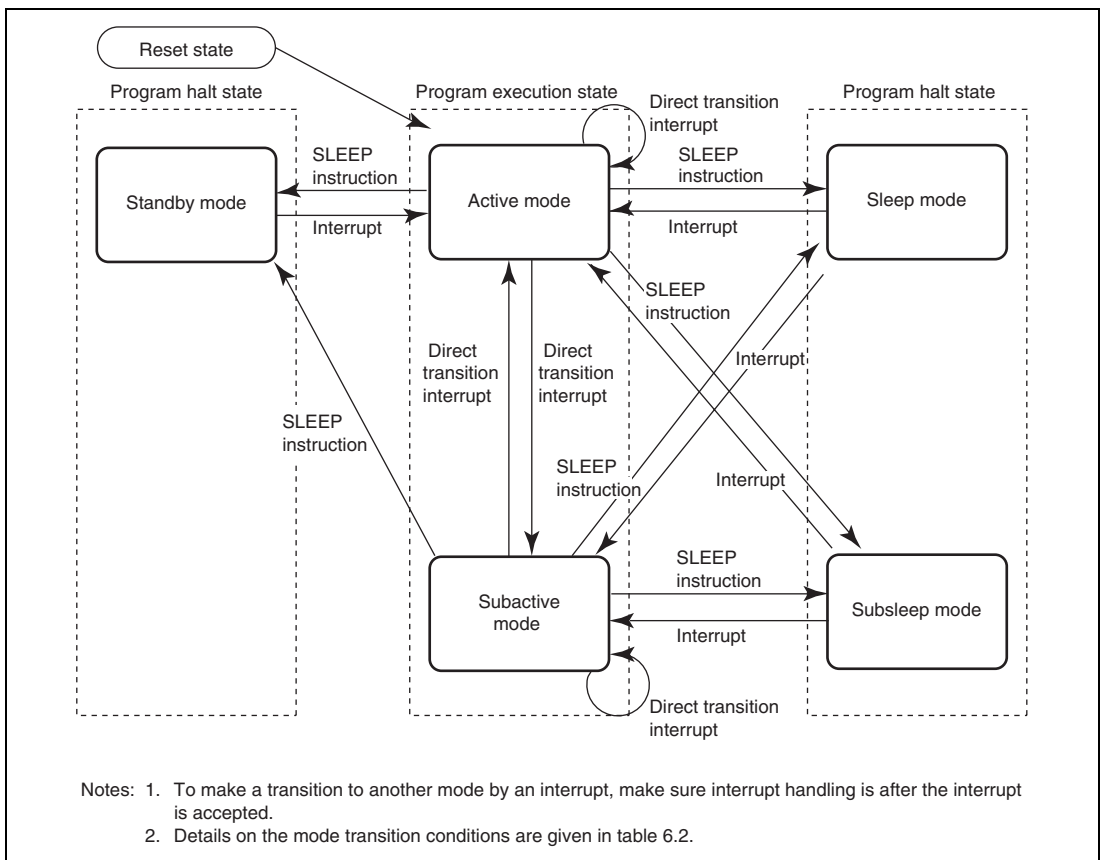 Reset state
Program halt state
Program execution state
Program halt state
Direct transition
interrupt
SLEEP
instruction
SLEEP
instruction
Standby mode
Active mode
Sleep mode
Interrupt
Interrupt
SLEEP
instruction
Direct
transition
interrupt
Direct
transition
interrupt
Interrupt
SLEEP
instruction
SLEEP
instruction
Interrupt
SLEEP
instruction
Subactive
mode
Subsleep mode
Interrupt
Direct transition
interrupt
Notes: 1. To make a transition to another mode by an interrupt, make sure interrupt handling is after the interrupt
is accepted.
2. Details on the mode transition conditions are given in table 6.2.